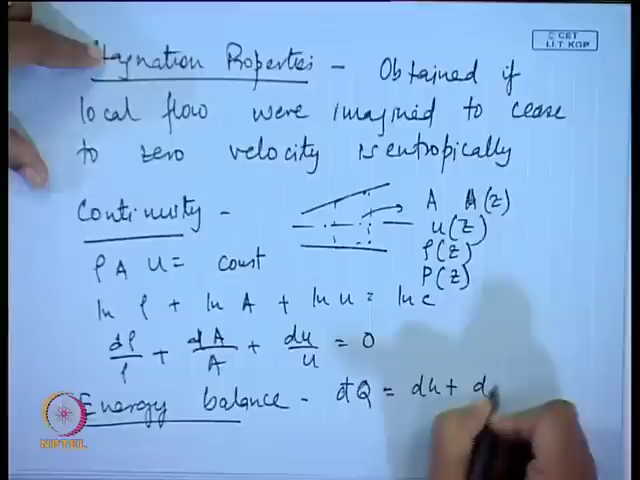 © CET
I.I.T. KGP
Stagnation Properties - Obtained if
local flow were imagined to cease
to zero velocity isentropically
Continuity -
A A(z)
u(z)
ρ(z)
P(z)
ρ A u = const
ln ρ + ln A + ln u = ln c
dρ/ρ + dA/A + du/u = 0
Energy balance - đQ = dh + d
NPTEL